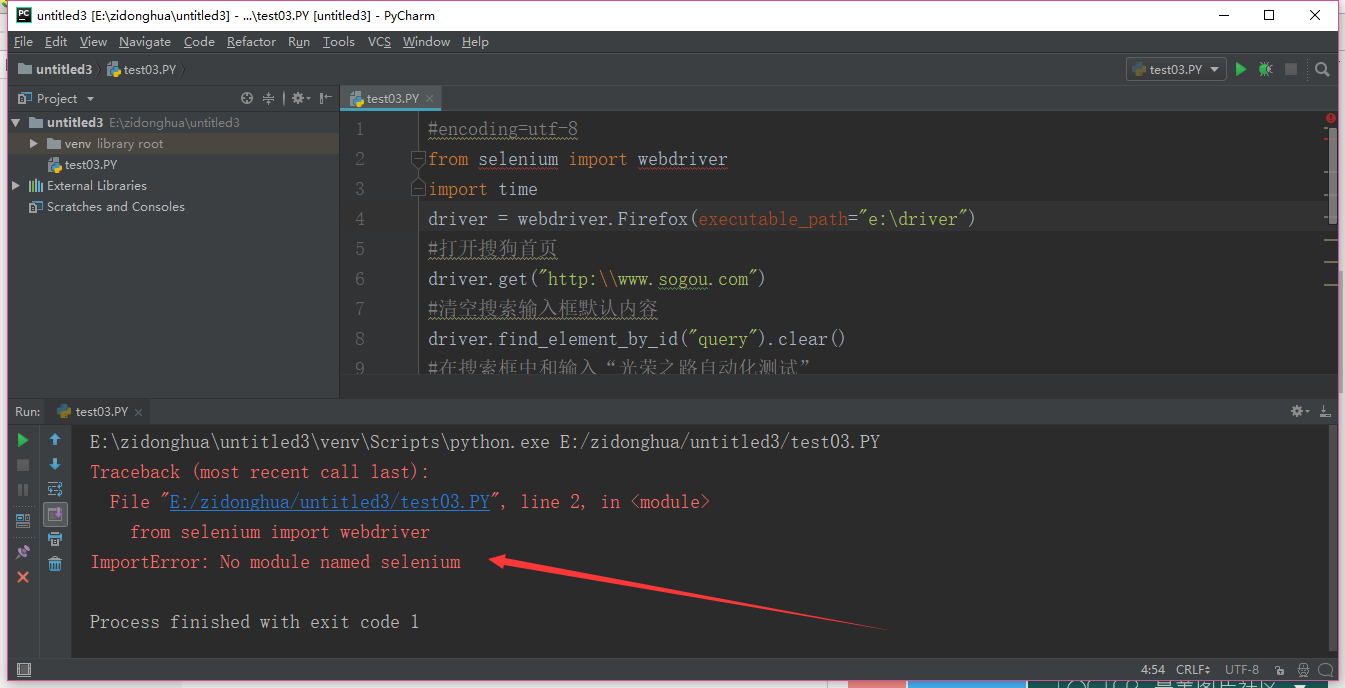 untitled3 [E:\zidonghua\untitled3] - ...\test03.PY [untitled3] - PyCharm
File Edit View Navigate Code Refactor Run Tools VCS Window Help
untitled3 test03.PY test03.PY
Project test03.PY
untitled3 E:\zidonghua\untitled3
venv library root
test03.PY
External Libraries
Scratches and Consoles
1 #encoding=utf-8
2 from selenium import webdriver
3 import time
4 driver = webdriver.Firefox(executable_path="e:\driver")
5 #打开搜狗首页
6 driver.get("http:\\www.sogou.com")
7 #清空搜索输入框默认内容
8 driver.find_element_by_id("query").clear()
9 #在搜索框中和输入“光荣之路自动化测试”
Run: test03.PY
E:\zidonghua\untitled3\venv\Scripts\python.exe E:/zidonghua/untitled3/test03.PY
Traceback (most recent call last):
File "E:/zidonghua/untitled3/test03.PY", line 2, in <module>
from selenium import webdriver
ImportError: No module named selenium
Process finished with exit code 1
4:54 CRLF UTF-8